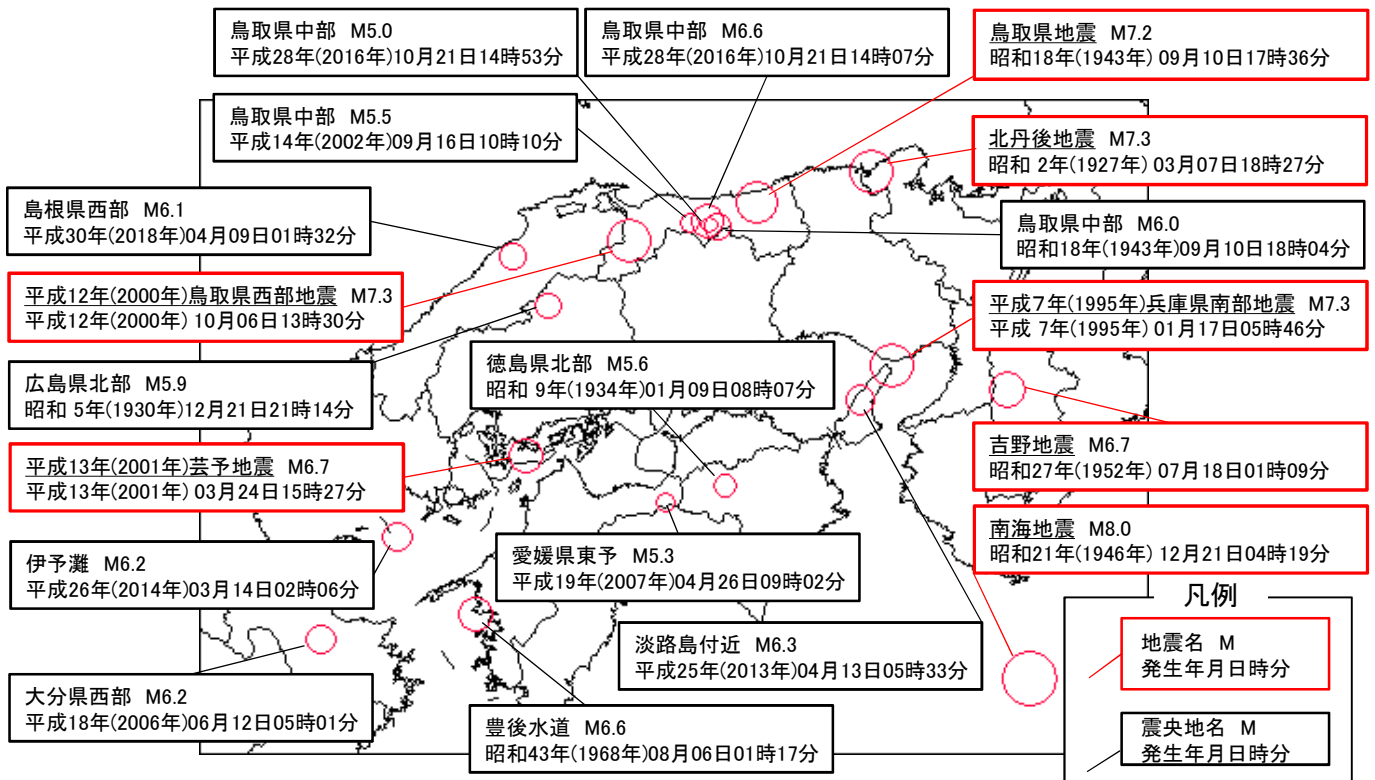 鳥取県中部 M5.0
平成28年(2016年)10月21日14時53分
鳥取県中部 M6.6
平成28年(2016年)10月21日14時07分
鳥取県地震 M7.2
昭和18年(1943年) 09月10日17時36分
鳥取県中部 M5.5
平成14年(2002年)09月16日10時10分
北丹後地震 M7.3
昭和 2年(1927年) 03月07日18時27分
島根県西部 M6.1
平成30年(2018年)04月09日01時32分
鳥取県中部 M6.0
昭和18年(1943年)09月10日18時04分
平成12年(2000年)鳥取県西部地震 M7.3
平成12年(2000年) 10月06日13時30分
平成7年(1995年)兵庫県南部地震 M7.3
平成 7年(1995年) 01月17日05時46分
広島県北部 M5.9
昭和 5年(1930年)12月21日21時14分
徳島県北部 M5.6
昭和 9年(1934年)01月09日08時07分
吉野地震 M6.7
昭和27年(1952年) 07月18日01時09分
平成13年(2001年)芸予地震 M6.7
平成13年(2001年) 03月24日15時27分
南海地震 M8.0
昭和21年(1946年) 12月21日04時19分
伊予灘 M6.2
平成26年(2014年)03月14日02時06分
愛媛県東予 M5.3
平成19年(2007年)04月26日09時02分
淡路島付近 M6.3
平成25年(2013年)04月13日05時33分
大分県西部 M6.2
平成18年(2006年)06月12日05時01分
豊後水道 M6.6
昭和43年(1968年)08月06日01時17分
凡例
地震名 M
発生年月日時分
震央地名 M
発生年月日時分